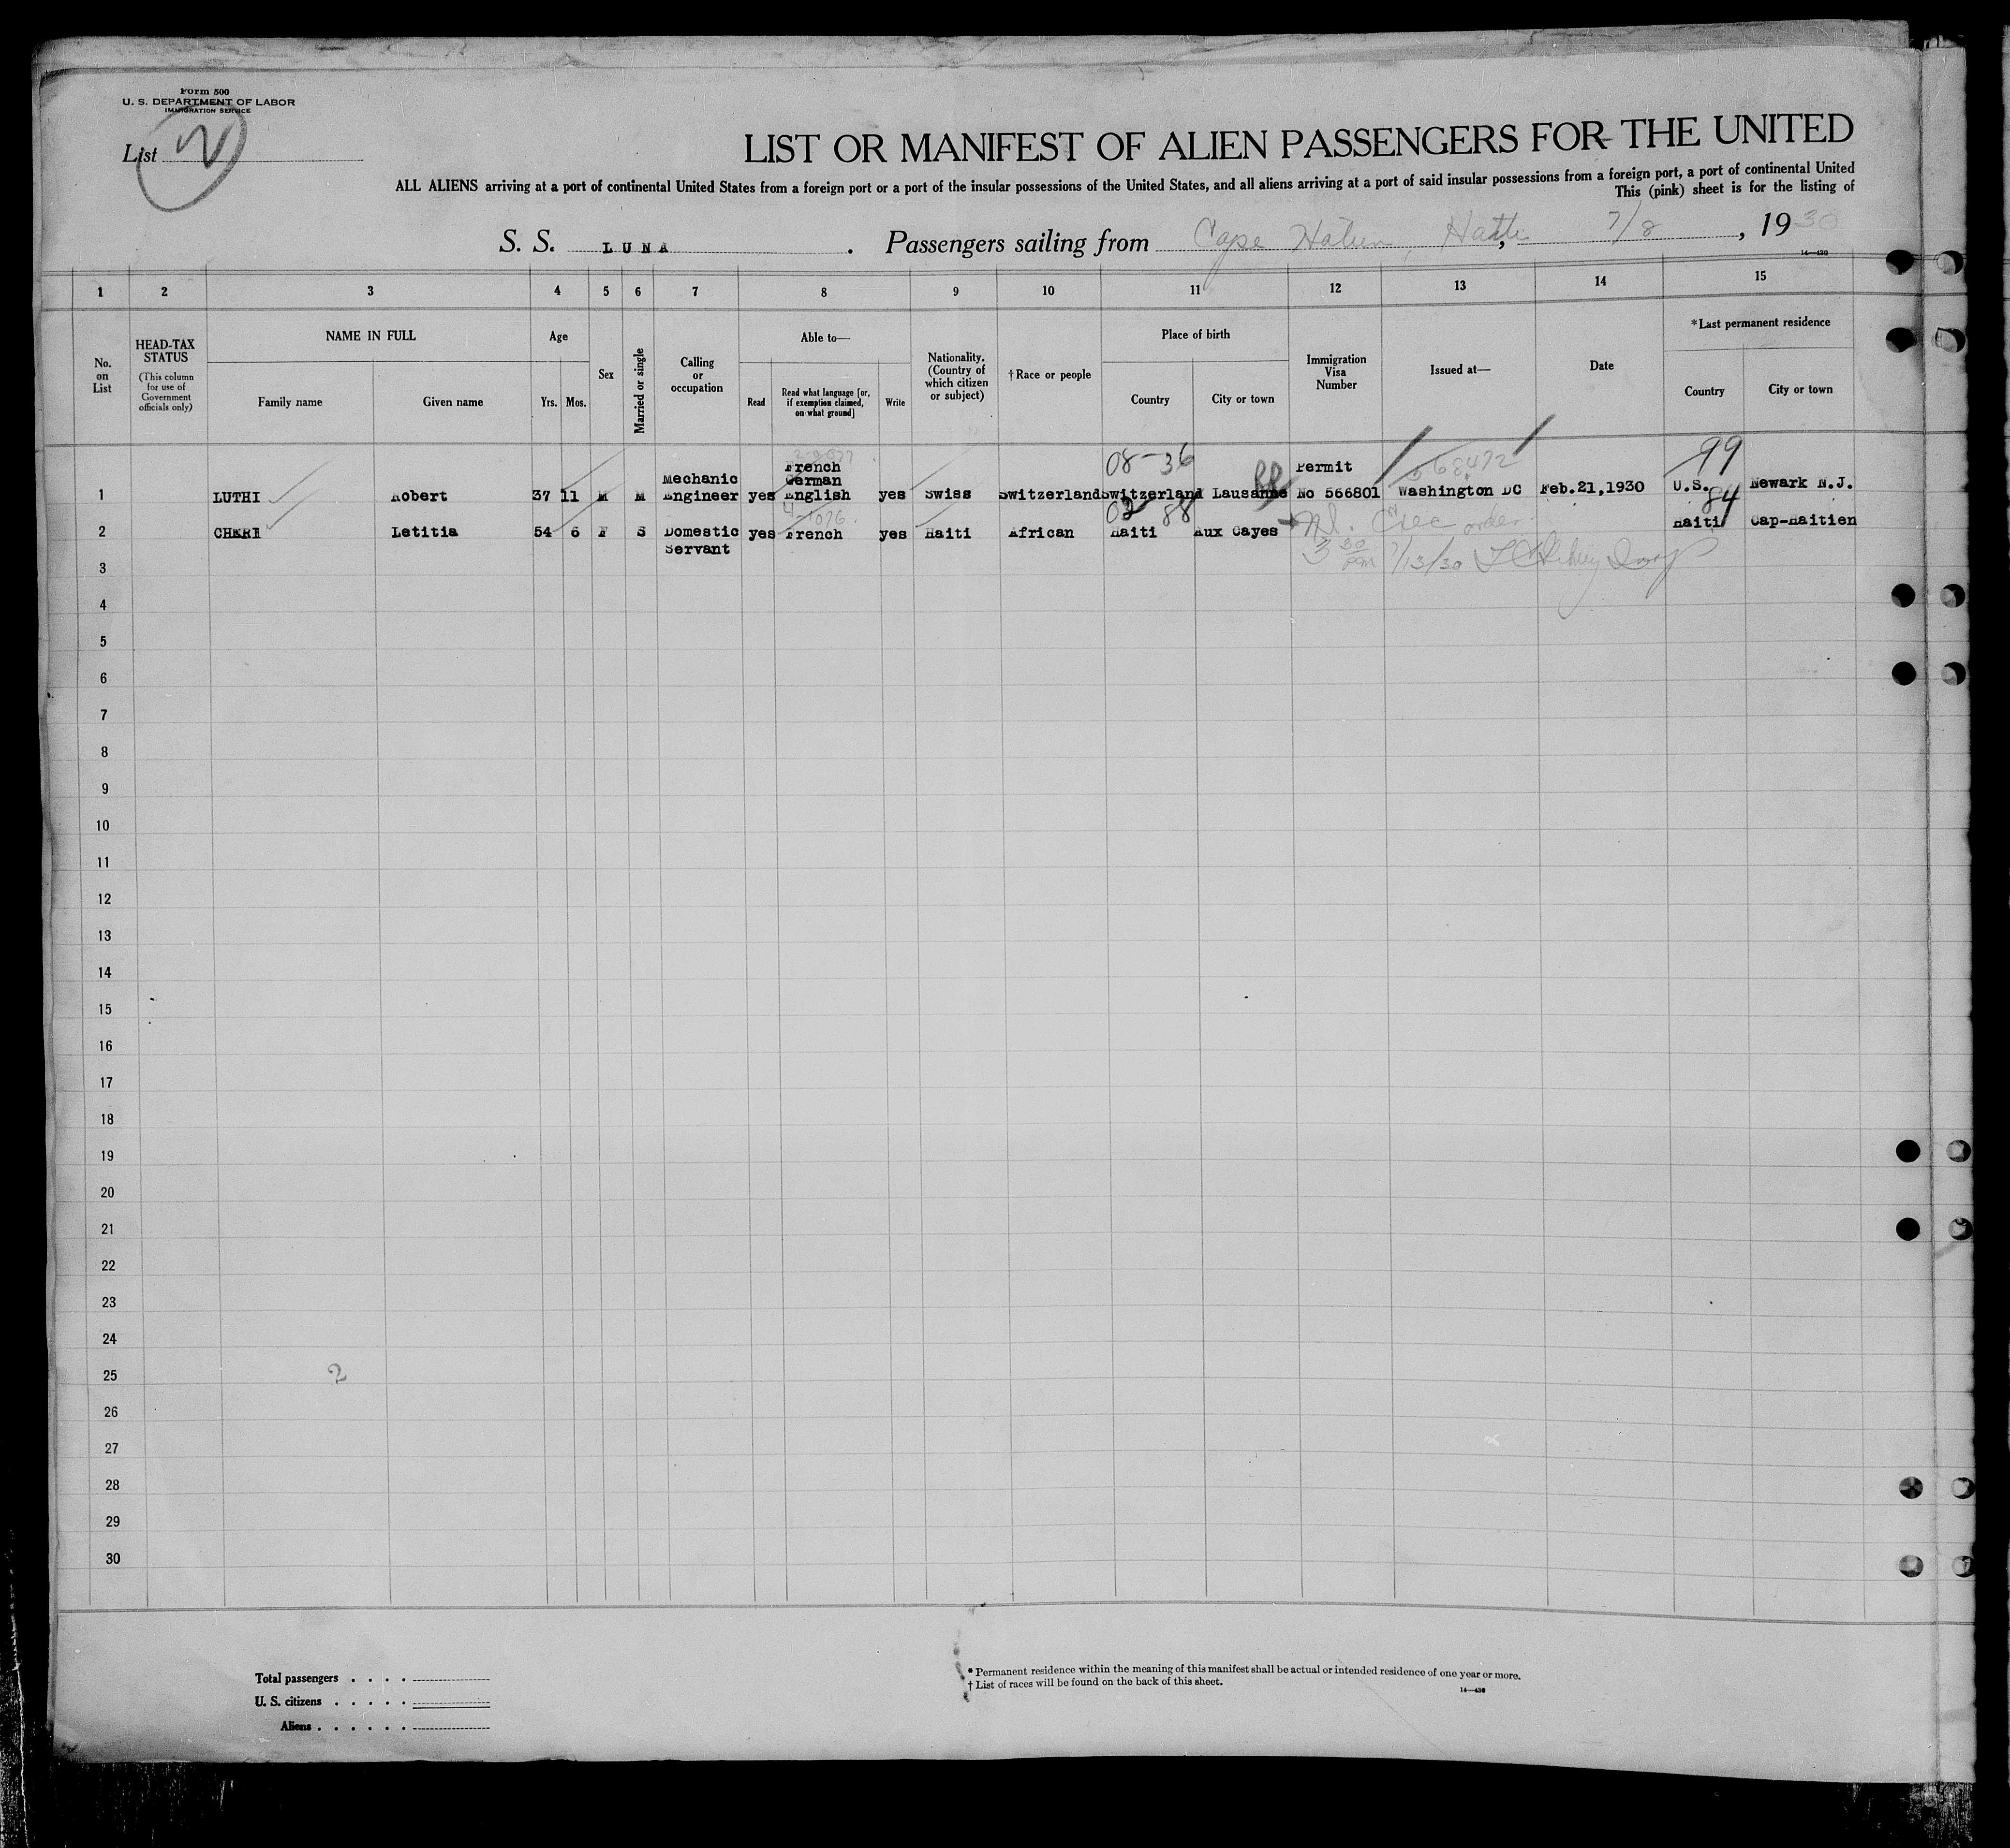 Form 500
U. S. DEPARTMENT OF LABOR
IMMIGRATION SERVICE
List
LIST OR MANIFEST OF ALIEN PASSENGERS FOR THE UNITED
ALL ALIENS arriving at a port of continental United States from a foreign port or a port of the insular possessions of the United States, and all aliens arriving at a port of said insular possessions from a foreign port, a port of continental United
This (pink) sheet is for the listing of
S. S. LUNA. Passengers sailing from Cape Hatien, Haiti, 7/8, 1930
14—430
1 2 3 4 5 6 7 8 9 10 11 12 13 14 15
No. on List
HEAD-TAX STATUS
(This column for use of Government officials only)
NAME IN FULL
Family name Given name
Age
Yrs. Mos.
Sex
Married or single
Calling or occupation
Able to—
Read
Read what language [or, if exemption claimed, on what ground]
Write
Nationality. (Country of which citizen or subject)
†Race or people
Place of birth
Country City or town
Immigration Visa Number
Issued at—
Date
*Last permanent residence
Country City or town
08-36 99
French Permit 568472
Mechanic German
1 LUTHI Robert 37 11 M M Engineer yes English yes Swiss Switzerland Switzerland Lausanne No 566801 Washington DC Feb.21,1930 U.S. Newark N.J.
02 88 84
2 CHERI Letitia 54 6 F S Domestic yes French yes Haiti African Haiti Aux Cayes Haiti Cap-Haitien
Servant
order
3 30 pm 7/13/30
3
4
5
6
7
8
9
10
11
12
13
14
15
16
17
18
19
20
21
22
23
24
25 2
26
27
28
29
30
Total passengers . . . .
U. S. citizens . . . . .
Aliens . . . . . .
* Permanent residence within the meaning of this manifest shall be actual or intended residence of one year or more.
† List of races will be found on the back of this sheet.
14—430